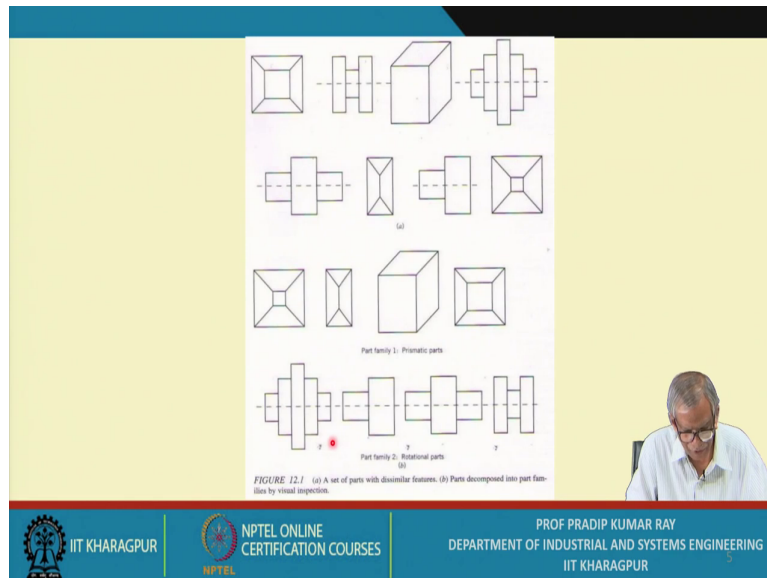 (a)
Part family 1: Prismatic parts
? ? ?
Part family 2: Rotational parts
(b)
FIGURE 12.1 (a) A set of parts with dissimilar features. (b) Parts decomposed into part fam-
ilies by visual inspection.
IIT KHARAGPUR
NPTEL
NPTEL ONLINE
CERTIFICATION COURSES
PROF PRADIP KUMAR RAY
DEPARTMENT OF INDUSTRIAL AND SYSTEMS ENGINEERING
IIT KHARAGPUR
5